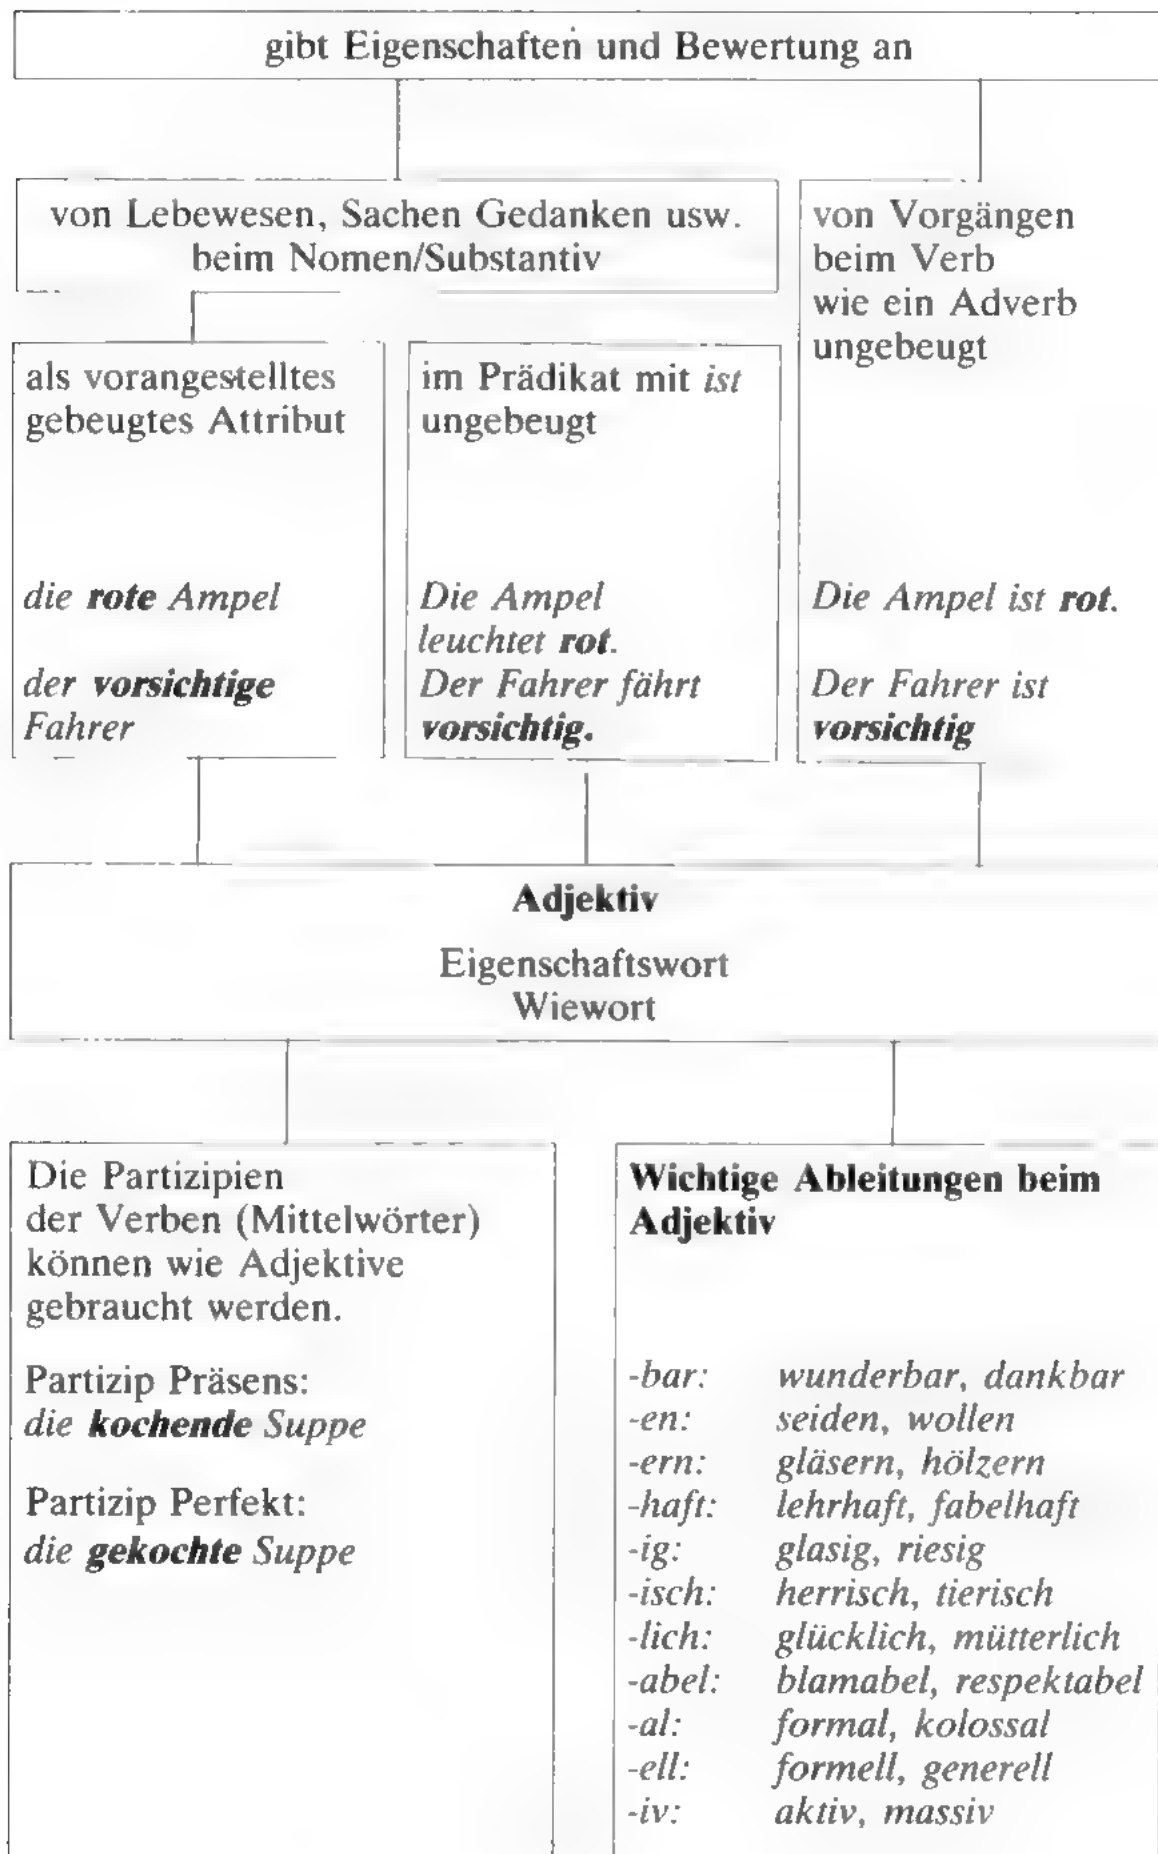 gibt Eigenschaften und Bewertung an
von Lebewesen, Sachen Gedanken usw.
beim Nomen/Substantiv
als vorangestelltes
gebeugtes Attribut
die rote Ampel
der vorsichtige
Fahrer
im Prädikat mit ist
ungebeugt
Die Ampel
leuchtet rot.
Der Fahrer fährt
vorsichtig.
von Vorgängen
beim Verb
wie ein Adverb
ungebeugt
Die Ampel ist rot.
Der Fahrer ist
vorsichtig
Adjektiv
Eigenschaftswort
Wiewort
Die Partizipien
der Verben (Mittelwörter)
können wie Adjektive
gebraucht werden.
Partizip Präsens:
die kochende Suppe
Partizip Perfekt:
die gekochte Suppe
Wichtige Ableitungen beim
Adjektiv
-bar: wunderbar, dankbar
-en: seiden, wollen
-ern: gläsern, hölzern
-haft: lehrhaft, fabelhaft
-ig: glasig, riesig
-isch: herrisch, tierisch
-lich: glücklich, mütterlich
-abel: blamabel, respektabel
-al: formal, kolossal
-ell: formell, generell
-iv: aktiv, massiv